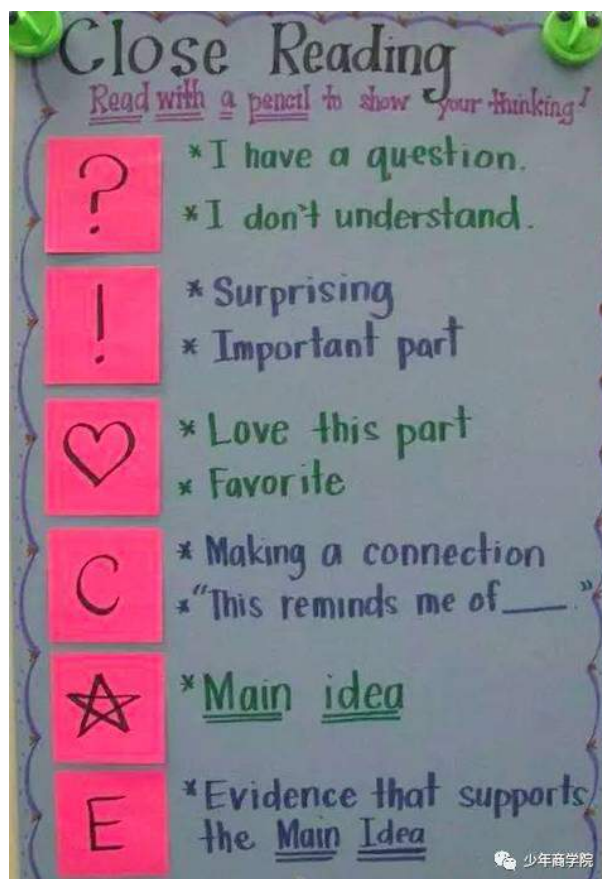 Close Reading
Read with a pencil to show your thinking!
?
* I have a question.
* I don't understand.
!
* Surprising
* Important part
* Love this part
* Favorite
C
* Making a connection
* "This reminds me of ___."
* Main idea
E
* Evidence that supports
the Main Idea
少年商学院